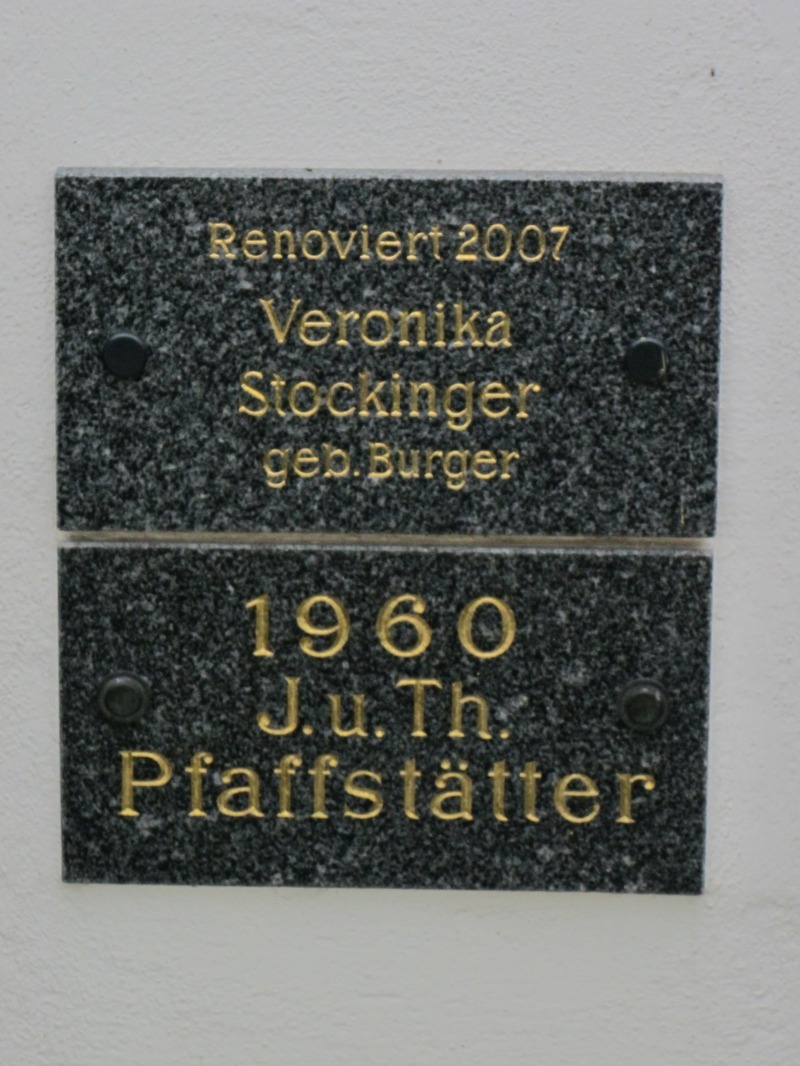 Renoviert 2007
Veronika
Stockinger
geb. Burger
1960
J. u. Th.
Pfaffstätter